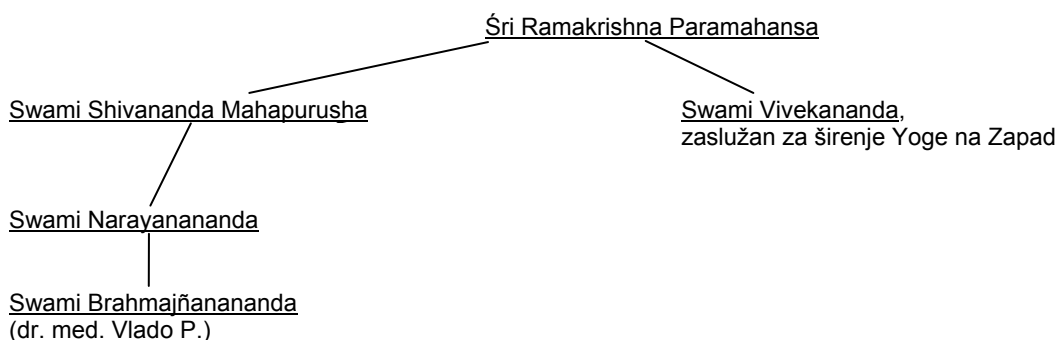 Śri Ramakrishna Paramahansa
Swami Shivananda Mahapurusha
Swami Vivekananda,
zaslužan za širenje Yoge na Zapad
Swami Narayanananda
Swami Brahmajñanananda
(dr. med. Vlado P.)